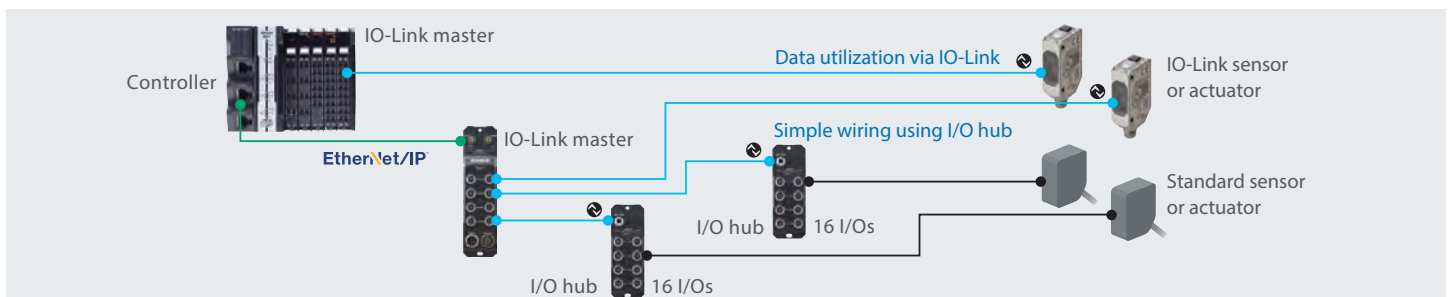 IO-Link master
Data utilization via IO-Link
Controller
IO-Link sensor
or actuator
IO-Link master
Simple wiring using I/O hub
EtherNet/IP
Standard sensor
or actuator
I/O hub
16 I/Os
I/O hub
16 I/Os